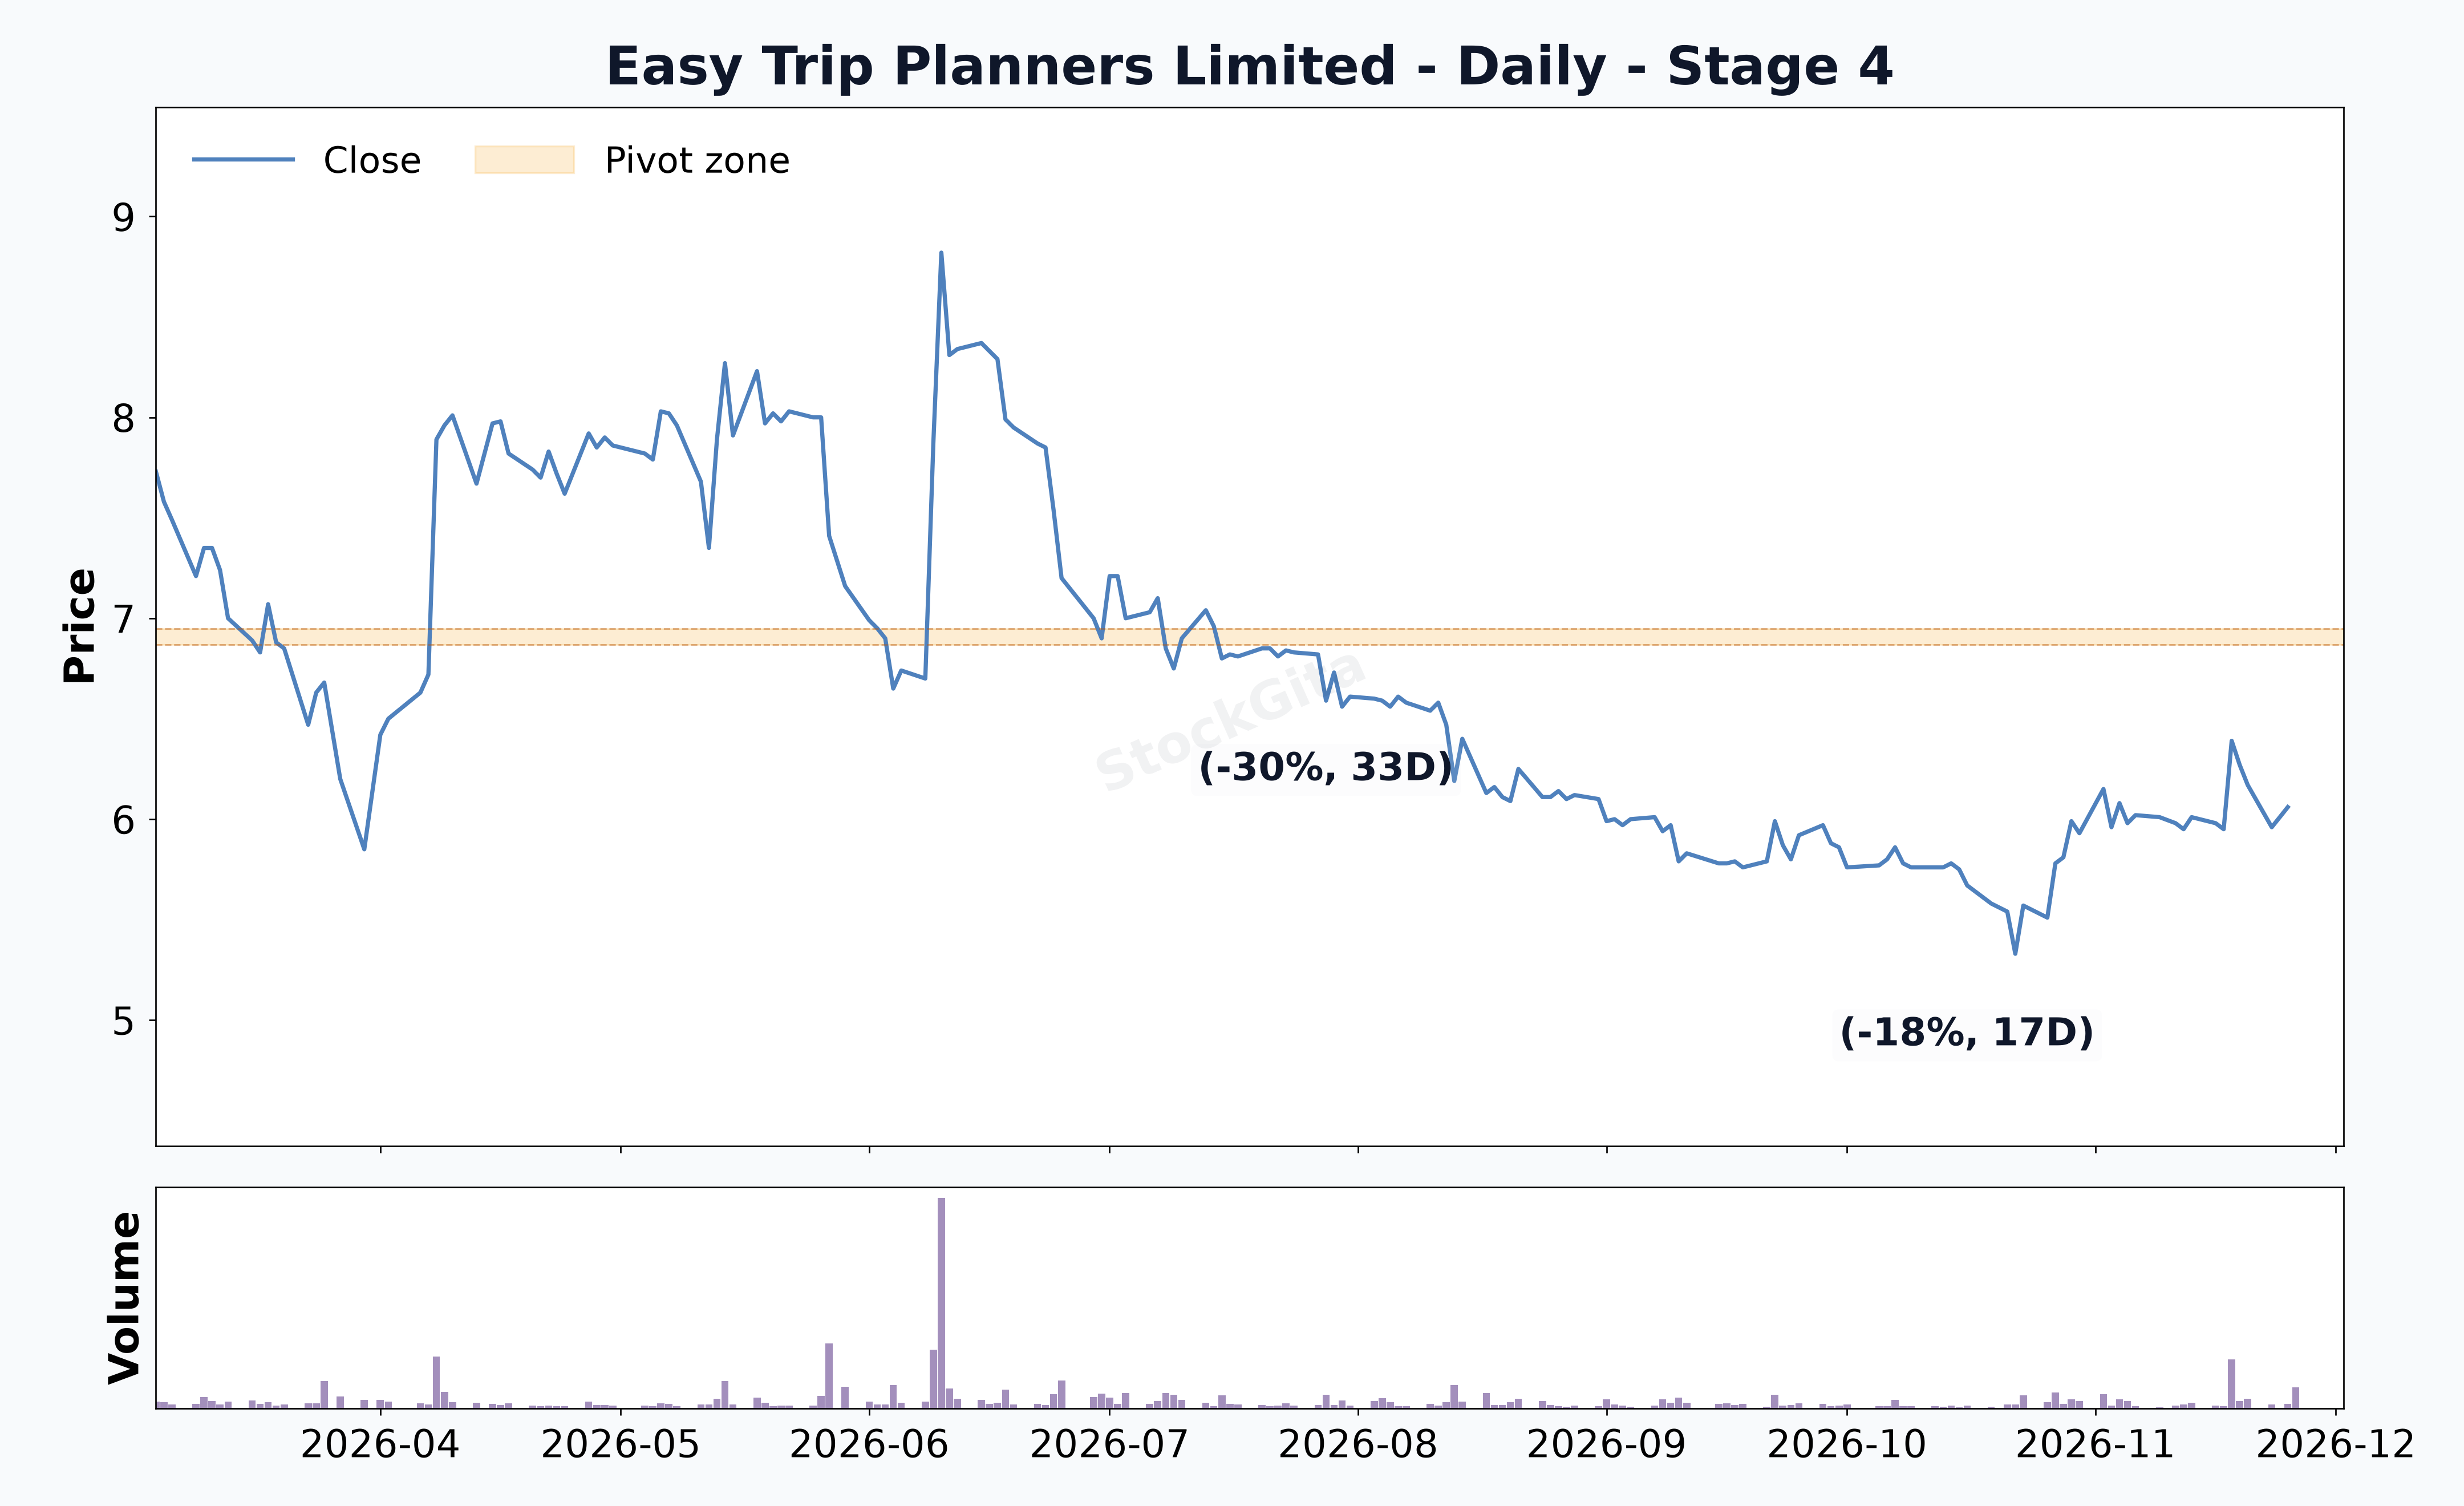 Easy Trip Planners Limited - Daily - Stage 4
Close
Pivot zone
9
8
7
6
5
Price
StockGita
(-30%, 33D)
(-18%, 17D)
Volume
2026-04
2026-05
2026-06
2026-07
2026-08
2026-09
2026-10
2026-11
2026-12